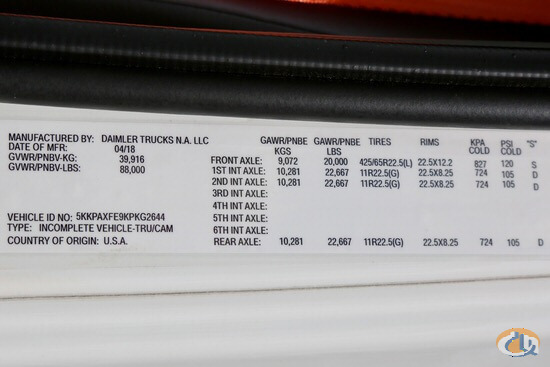 MANUFACTURED BY: DAIMLER TRUCKS N.A. LLC
DATE OF MFR: 04/18
GVWR/PNBV-KG: 39,916
GVWR/PNBV-LBS: 88,000
VEHICLE ID NO: 5KKPAXFE9KPKG2644
TYPE: INCOMPLETE VEHICLE-TRU/CAM
COUNTRY OF ORIGIN: U.S.A.
GAWR/PNBE KGS GAWR/PNBE LBS TIRES RIMS KPA COLD PSI COLD "S"
FRONT AXLE: 9,072 20,000 425/65R22.5(L) 22.5X12.2 827 120 S
1ST INT AXLE: 10,281 22,667 11R22.5(G) 22.5X8.25 724 105 D
2ND INT AXLE: 10,281 22,667 11R22.5(G) 22.5X8.25 724 105 D
3RD INT AXLE:
4TH INT AXLE:
5TH INT AXLE:
6TH INT AXLE:
REAR AXLE: 10,281 22,667 11R22.5(G) 22.5X8.25 724 105 D